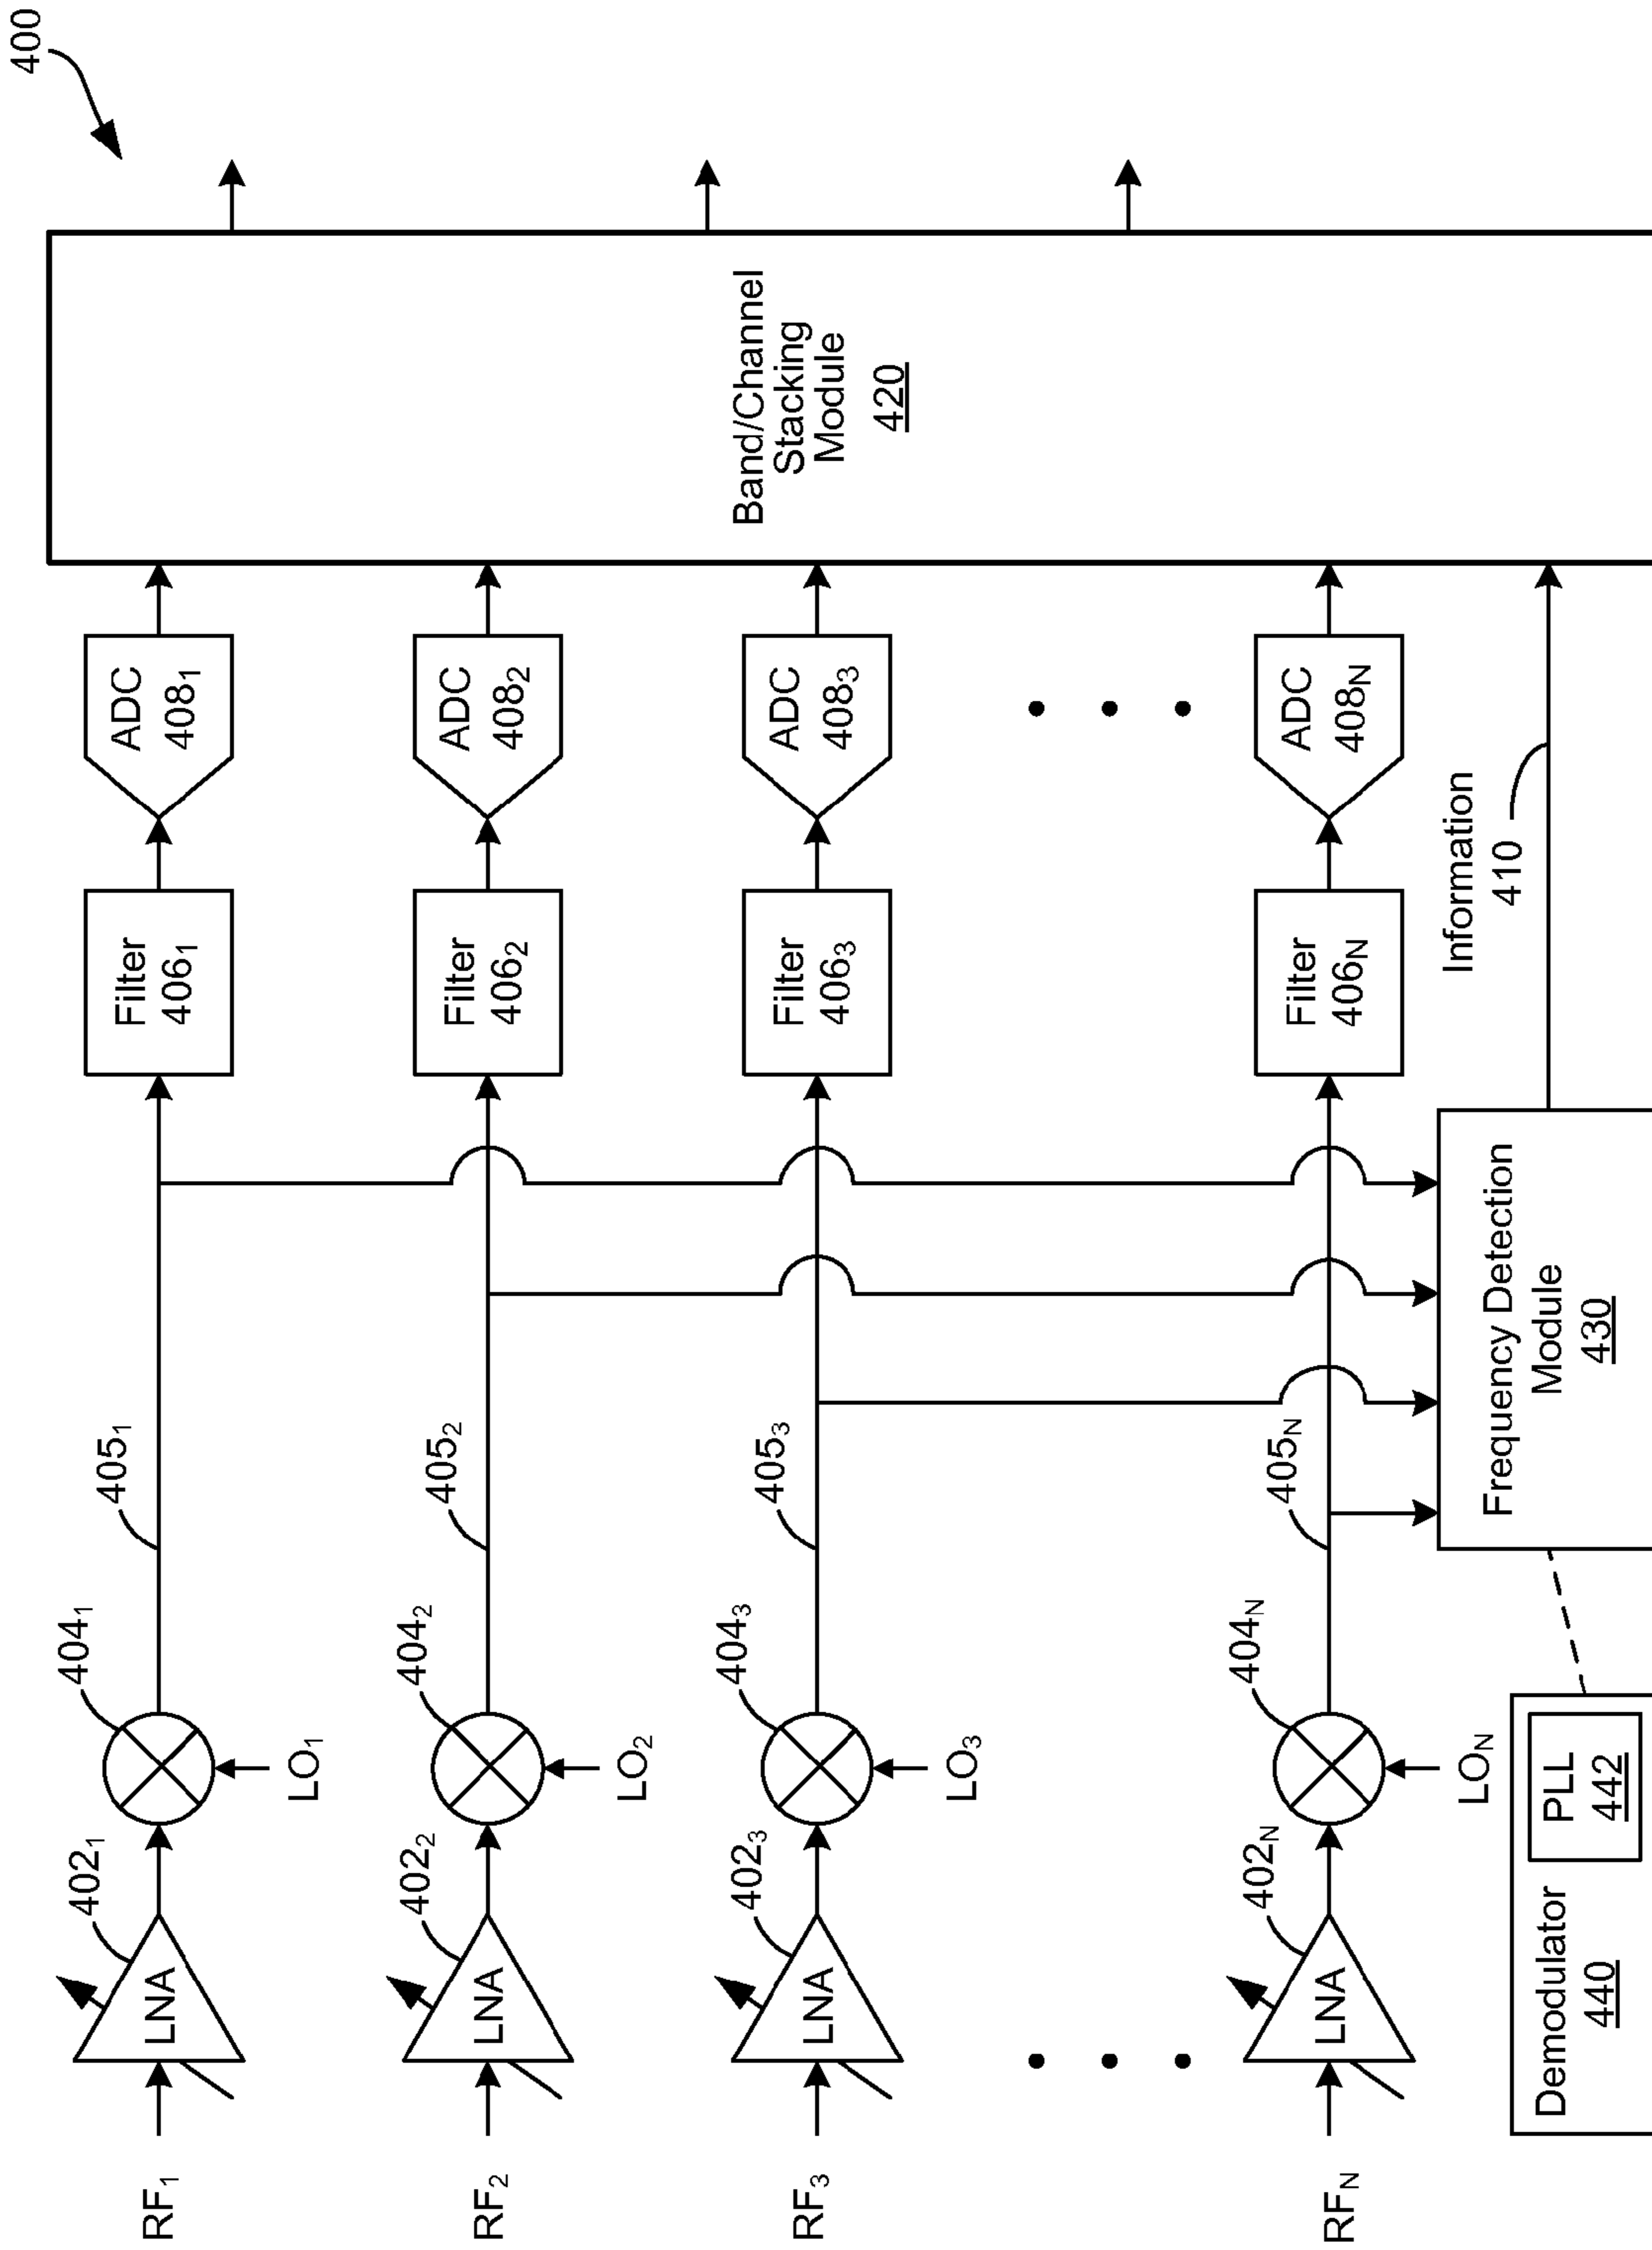 400
RF1
4021
LNA
4041
LO1
4051
Filter
4061
ADC
4081
RF2
4022
LNA
4042
LO2
4052
Filter
4062
ADC
4082
RF3
4023
LNA
4043
LO3
4053
Filter
4063
ADC
4083
RFN
402N
LNA
404N
LON
405N
Filter
406N
ADC
408N
Band/Channel
Stacking
Module
420
Information
410
Frequency Detection
Module
430
Demodulator
440
PLL
442